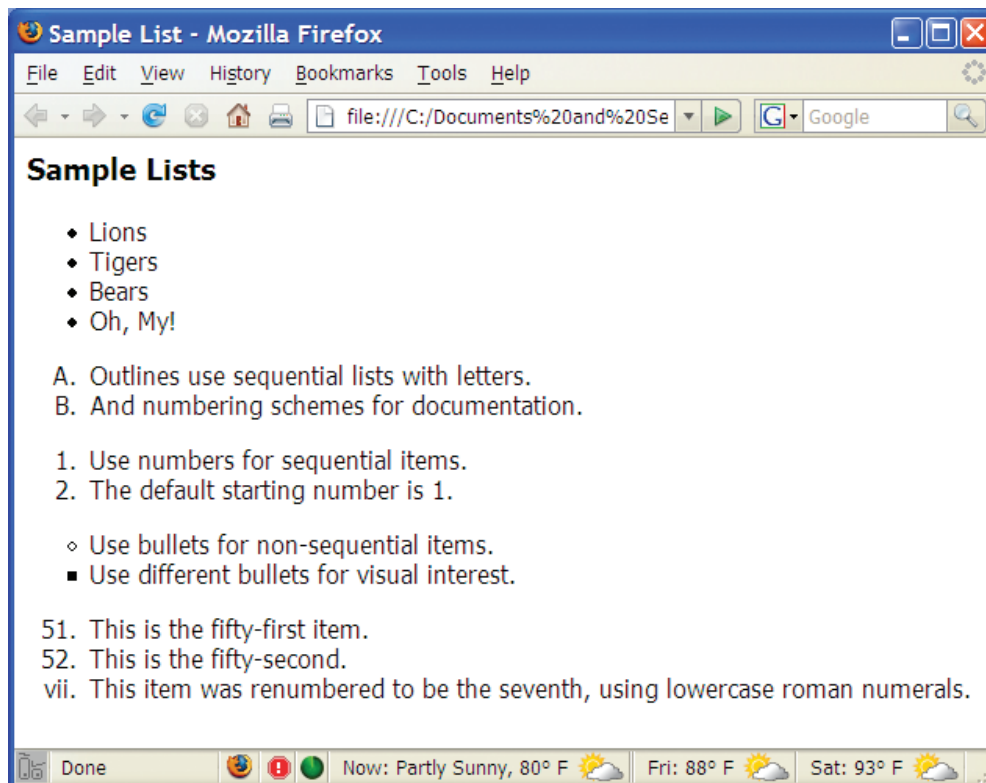 Sample List - Mozilla Firefox
File Edit View History Bookmarks Tools Help
file:///C:/Documents%20and%20Se G Google
Sample Lists
Lions
Tigers
Bears
Oh, My!
A. Outlines use sequential lists with letters.
B. And numbering schemes for documentation.
1. Use numbers for sequential items.
2. The default starting number is 1.
Use bullets for non-sequential items.
Use different bullets for visual interest.
51. This is the fifty-first item.
52. This is the fifty-second.
vii. This item was renumbered to be the seventh, using lowercase roman numerals.
Done Now: Partly Sunny, 80° F Fri: 88° F Sat: 93° F